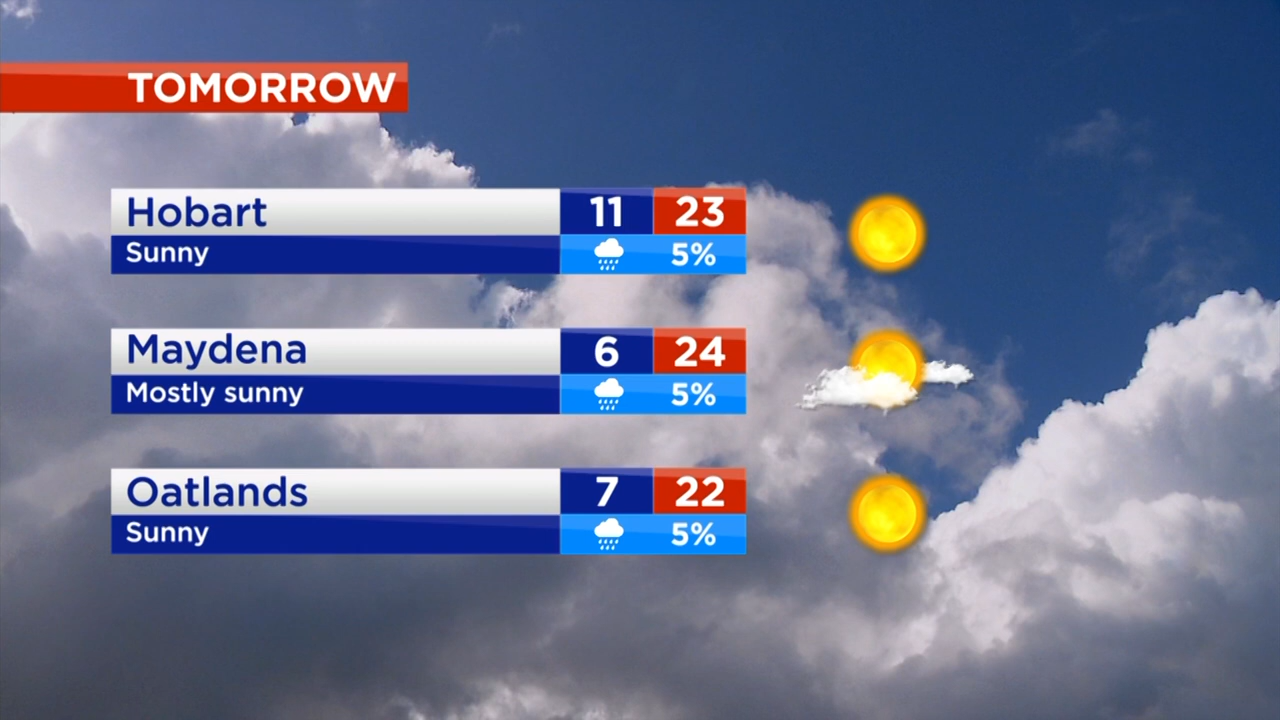 TOMORROW
Hobart 11 23
Sunny 5%
Maydena 6 24
Mostly sunny 5%
Oatlands 7 22
Sunny 5%